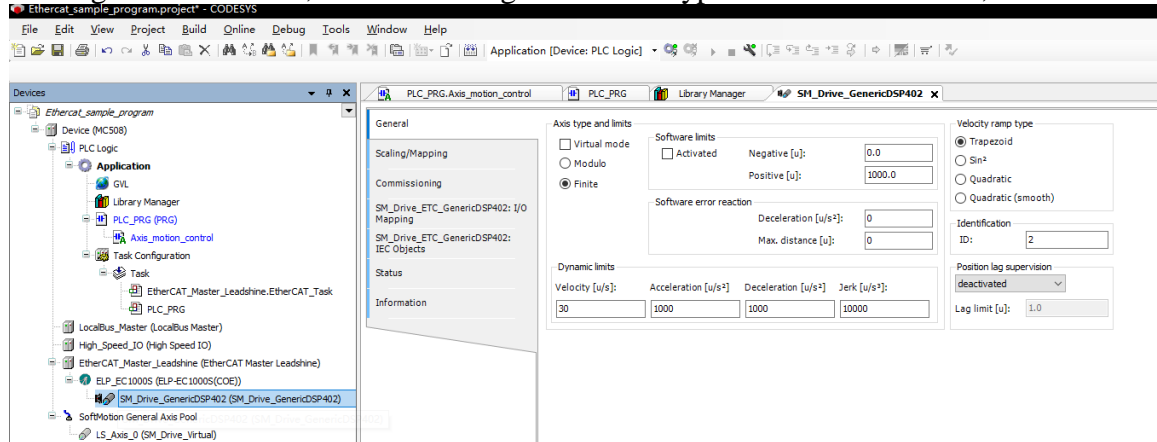 Ethercat_sample_program.project* - CODESYS
File Edit View Project Build Online Debug Tools Window Help
Application [Device: PLC Logic]
Devices
Ethercat_sample_program
Device (MC508)
PLC Logic
Application
GVL
Library Manager
PLC_PRG (PRG)
Axis_motion_control
Task Configuration
Task
EtherCAT_Master_Leadshine.EtherCAT_Task
PLC_PRG
LocalBus_Master (LocalBus Master)
High_Speed_IO (High Speed IO)
EtherCAT_Master_Leadshine (EtherCAT Master Leadshine)
ELP_EC1000S (ELP-EC1000S(COE))
SM_Drive_GenericDSP402 (SM_Drive_GenericDSP402)
SoftMotion General Axis Pool
LS_Axis_0 (SM_Drive_Virtual)
PLC_PRG.Axis_motion_control PLC_PRG Library Manager SM_Drive_GenericDSP402
General
Scaling/Mapping
Commissioning
SM_Drive_ETC_GenericDSP402: I/O
Mapping
SM_Drive_ETC_GenericDSP402:
IEC Objects
Status
Information
Axis type and limits
Virtual mode
Modulo
Finite
Software limits
Activated Negative [u]: 0.0
Positive [u]: 1000.0
Software error reaction
Deceleration [u/s²]: 0
Max. distance [u]: 0
Dynamic limits
Velocity [u/s]: Acceleration [u/s²] Deceleration [u/s²] Jerk [u/s³]:
30 1000 1000 10000
Velocity ramp type
Trapezoid
Sin²
Quadratic
Quadratic (smooth)
Identification
ID: 2
Position lag supervision
deactivated
Lag limit [u]: 1.0